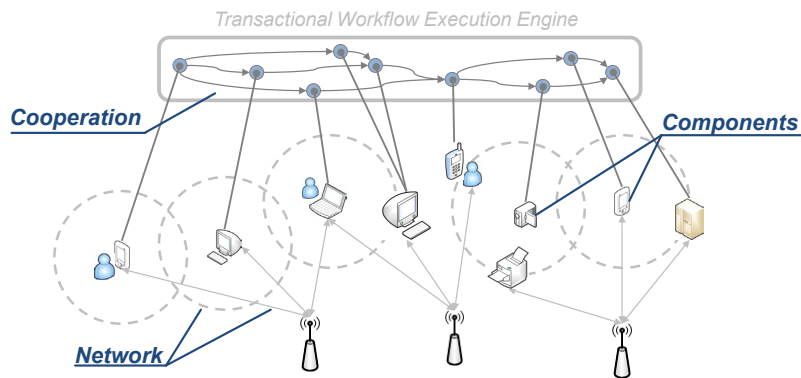 Transactional Workflow Execution Engine
Cooperation
Components
Network